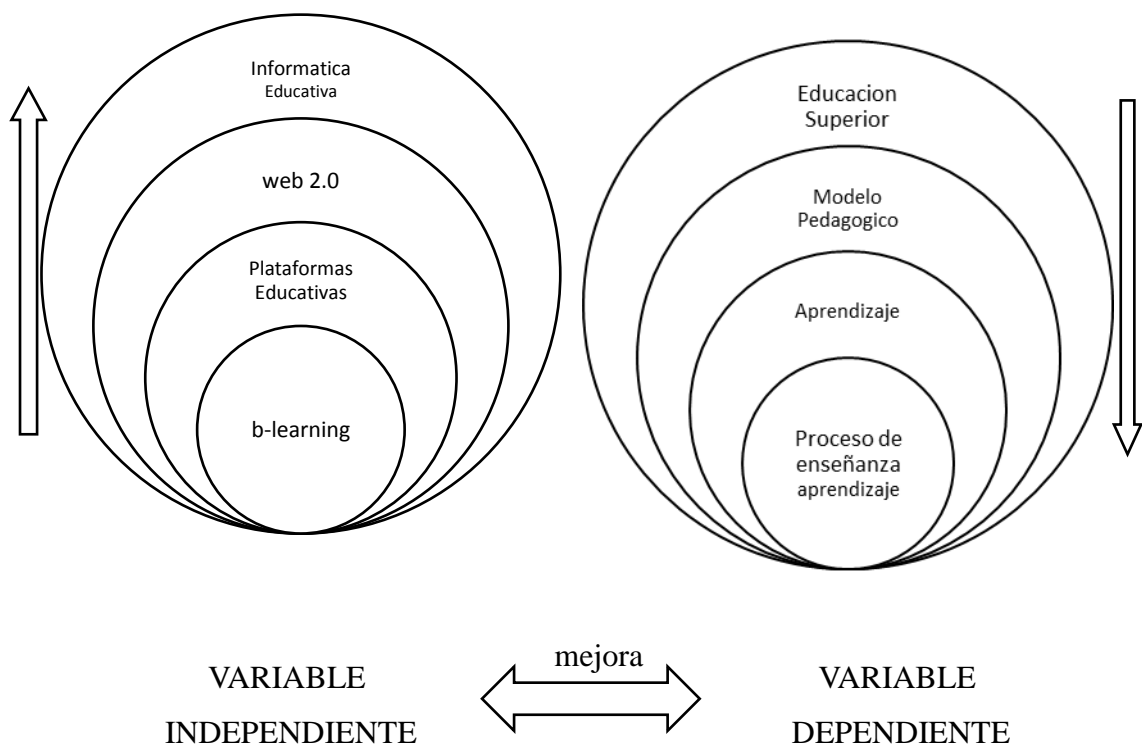 Informatica
Educativa
web 2.0
Plataformas
Educativas
b-learning
Educacion
Superior
Modelo
Pedagogico
Aprendizaje
Proceso de
enseñanza
aprendizaje
VARIABLE
INDEPENDIENTE
mejora
VARIABLE
DEPENDIENTE